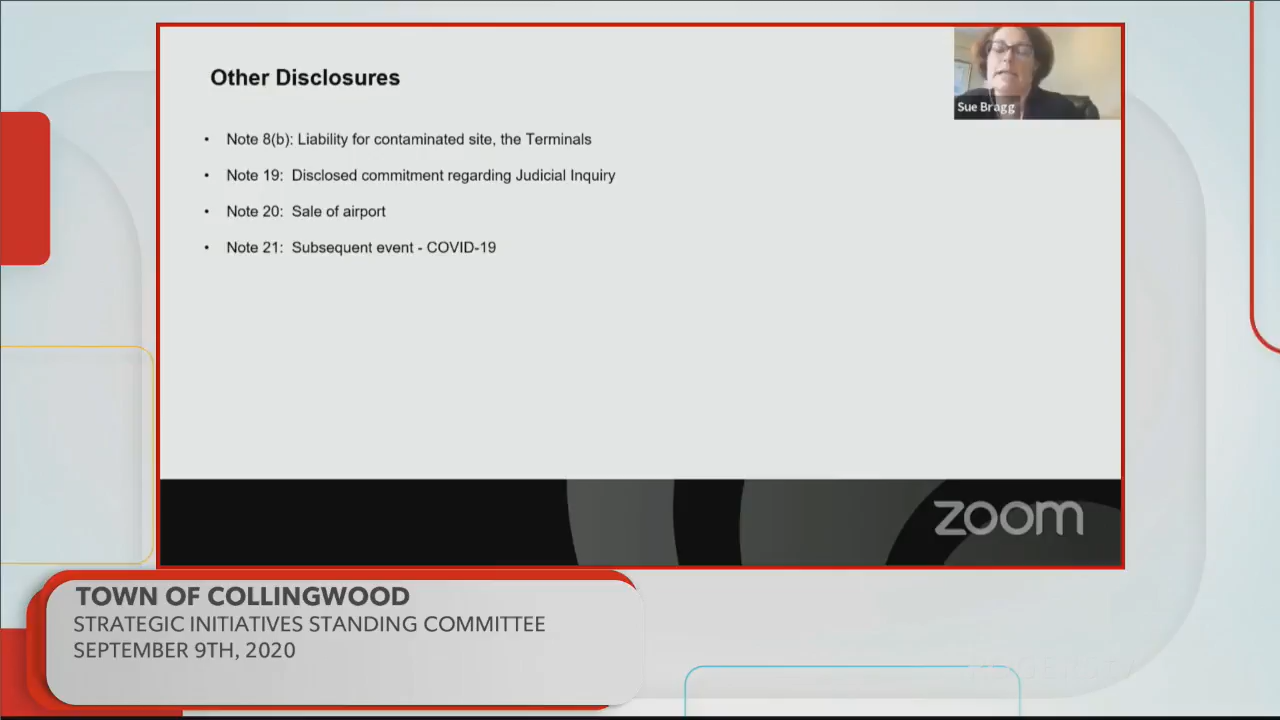 Other Disclosures
Sue Bragg
• Note 8(b): Liability for contaminated site, the Terminals
• Note 19: Disclosed commitment regarding Judicial Inquiry
• Note 20: Sale of airport
• Note 21: Subsequent event - COVID-19
zoom
TOWN OF COLLINGWOOD
STRATEGIC INITIATIVES STANDING COMMITTEE
SEPTEMBER 9TH, 2020